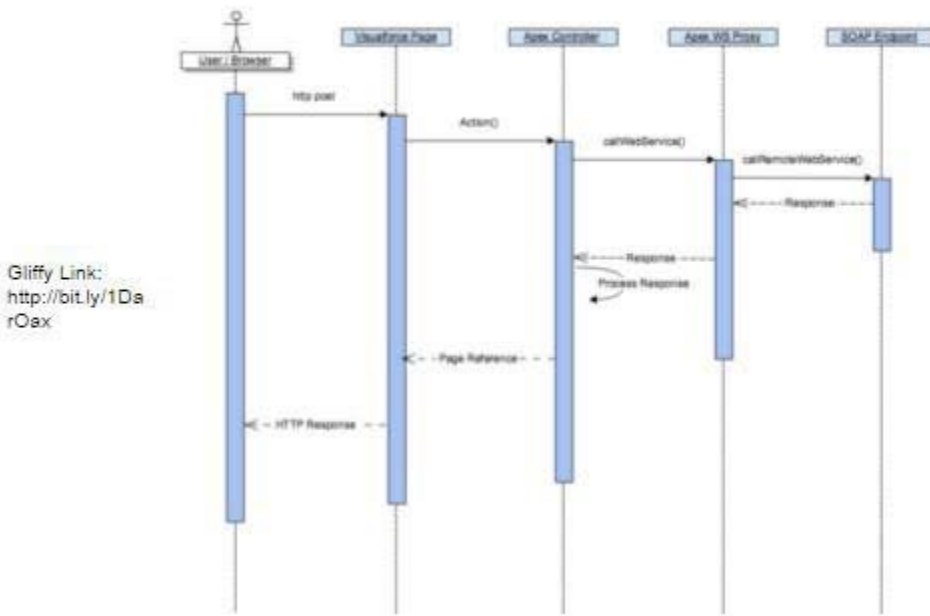 Visualforce Page
Apex Controller
Apex WS Proxy
SOAP Endpoint
User / Browser
http post
Action()
callWebService()
callRemoteWebService()
Response
Response
Process Response
Page Reference
HTTP Response
Gliffy Link:
http://bit.ly/1Da
rOax